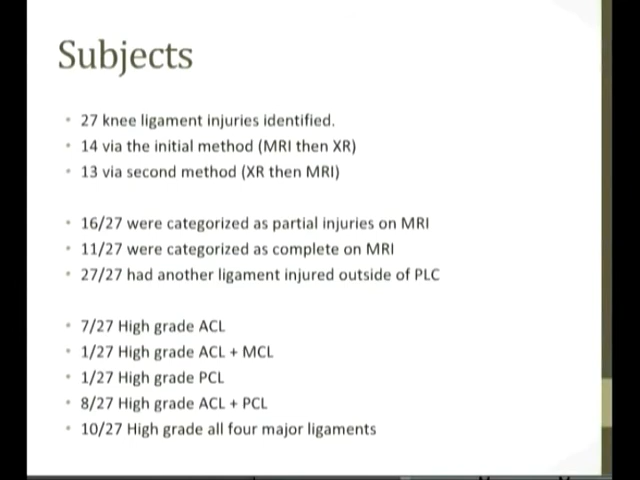 Subjects
• 27 knee ligament injuries identified.
• 14 via the initial method (MRI then XR)
• 13 via second method (XR then MRI)
• 16/27 were categorized as partial injuries on MRI
• 11/27 were categorized as complete on MRI
• 27/27 had another ligament injured outside of PLC
• 7/27 High grade ACL
• 1/27 High grade ACL + MCL
• 1/27 High grade PCL
• 8/27 High grade ACL + PCL
• 10/27 High grade all four major ligaments